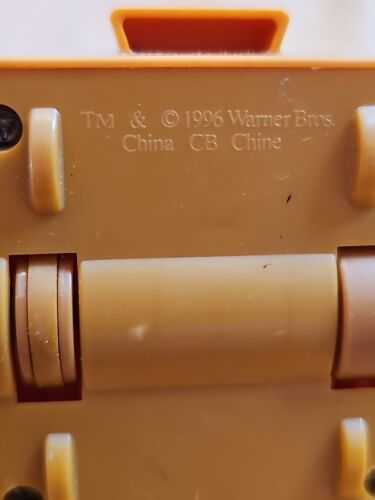 TM & © 1996 Warner Bros.
China CB Chine